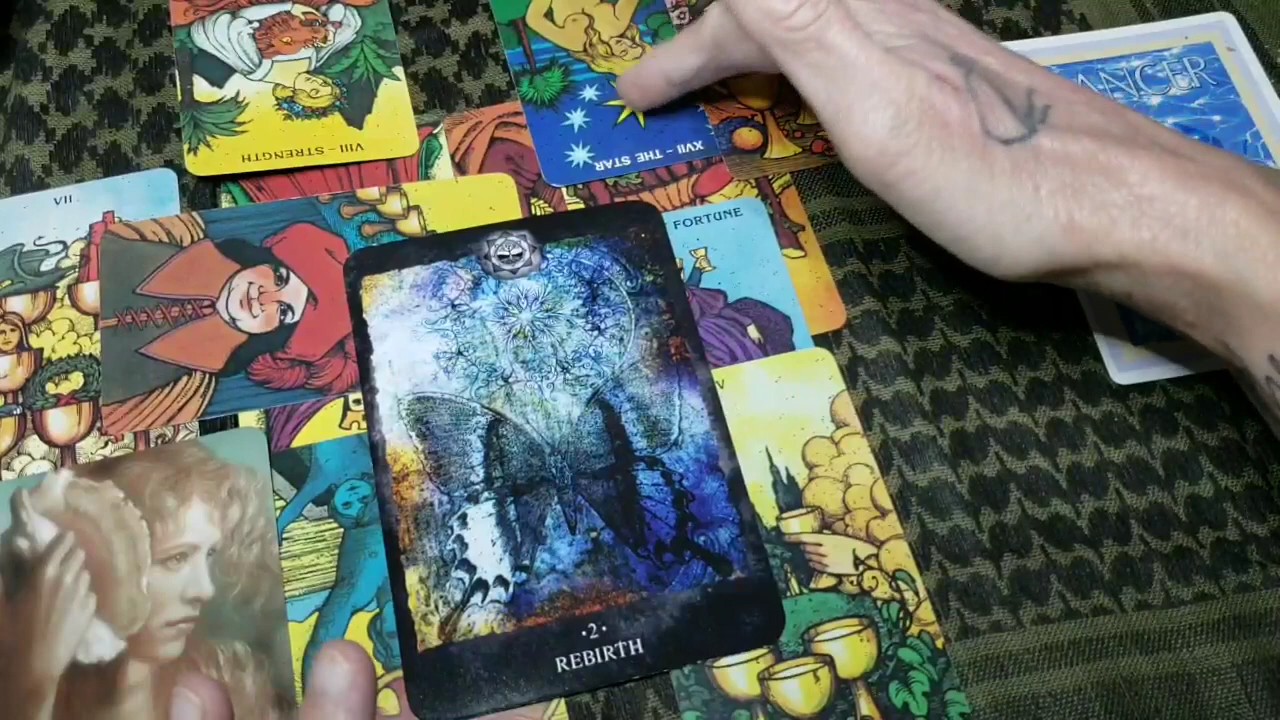 VIII – STRENGTH
XVII – THE STAR
ANCER
VII
FORTUNE
V
•2•
REBIRTH